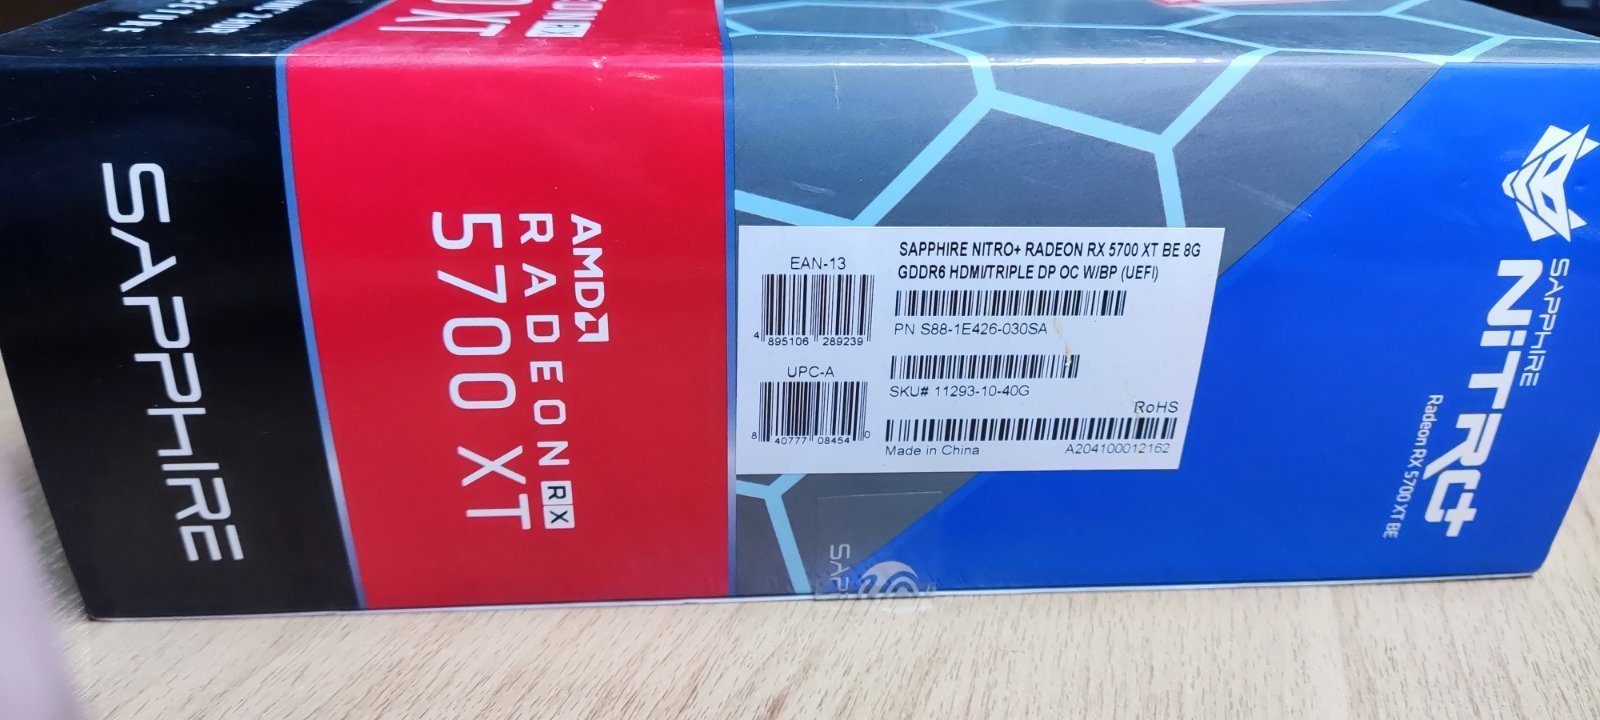 SAPPHIRE
AMD
RADEON RX
5700 XT
XT
EAN-13
4 895106 289239
UPC-A
8 40777 08454 0
SAPPHIRE NITRO+ RADEON RX 5700 XT BE 8G
GDDR6 HDMI/TRIPLE DP OC W/BP (UEFI)
PN S88-1E426-030SA
SKU# 11293-10-40G
RoHS
Made in China
A204100012162
SAPPHIRE
NiTRO+
Radeon RX 5700 XT BE
SAPP